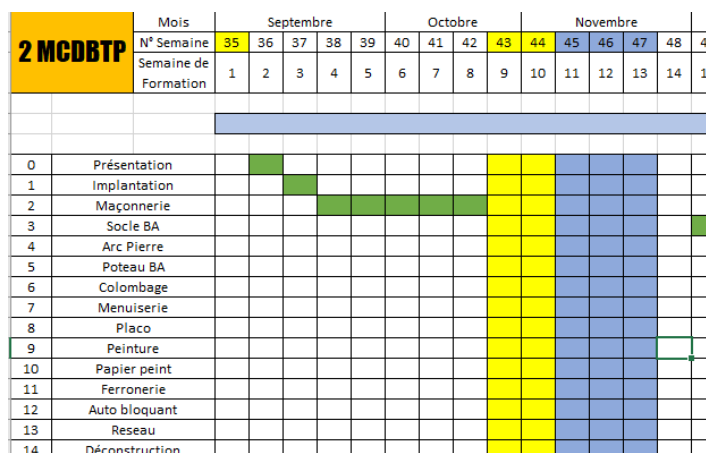 2 MCDBTP
Mois Septembre Octobre Novembre
N° Semaine 35 36 37 38 39 40 41 42 43 44 45 46 47 48 4
Semaine de Formation 1 2 3 4 5 6 7 8 9 10 11 12 13 14 1
0 Présentation
1 Implantation
2 Maçonnerie
3 Socle BA
4 Arc Pierre
5 Poteau BA
6 Colombage
7 Menuiserie
8 Placo
9 Peinture
10 Papier peint
11 Ferronerie
12 Auto bloquant
13 Reseau
14 Déconstruction